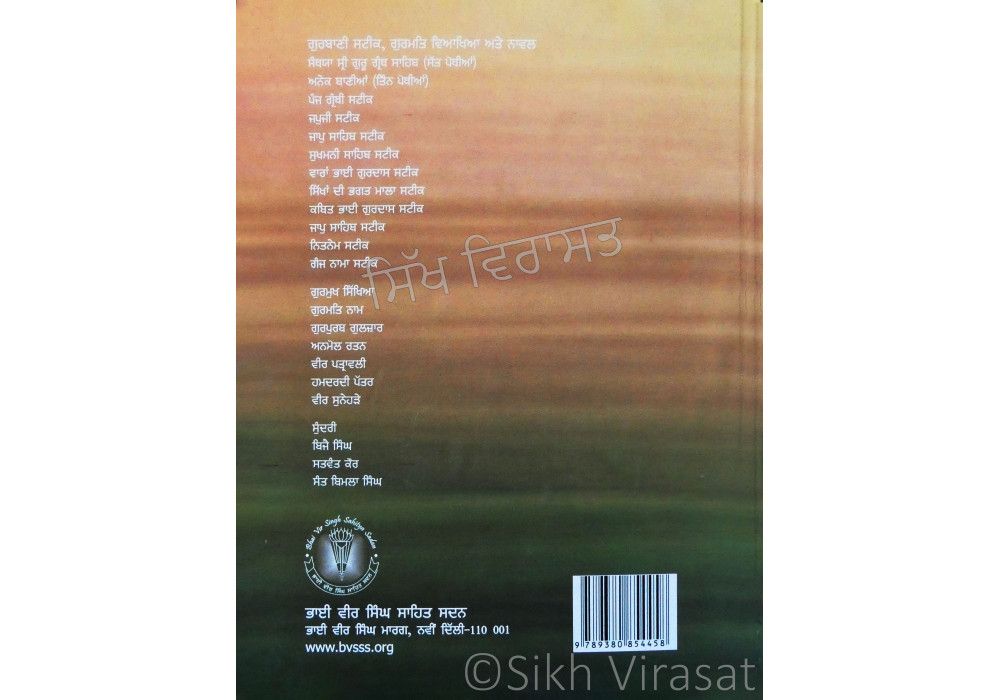 ਗੁਰਬਾਣੀ ਸਟੀਕ, ਗੁਰਮਤਿ ਵਿਆਖਿਆ ਅਤੇ ਨਾਵਲ
ਸੰਥਯਾ ਸ੍ਰੀ ਗੁਰੂ ਗ੍ਰੰਥ ਸਾਹਿਬ (ਸੱਤ ਪੋਥੀਆਂ)
ਅਨੇਕ ਬਾਣੀਆਂ (ਤਿੰਨ ਪੋਥੀਆਂ)
ਪੰਜ ਗ੍ਰੰਥੀ ਸਟੀਕ
ਜਪੁਜੀ ਸਟੀਕ
ਜਾਪੁ ਸਾਹਿਬ ਸਟੀਕ
ਸੁਖਮਨੀ ਸਾਹਿਬ ਸਟੀਕ
ਵਾਰਾਂ ਭਾਈ ਗੁਰਦਾਸ ਸਟੀਕ
ਸਿੱਖਾਂ ਦੀ ਭਗਤ ਮਾਲਾ ਸਟੀਕ
ਕਬਿਤ ਭਾਈ ਗੁਰਦਾਸ ਸਟੀਕ
ਜਾਪੁ ਸਾਹਿਬ ਸਟੀਕ
ਨਿਤਨੇਮ ਸਟੀਕ
ਗੰਜ ਨਾਮਾ ਸਟੀਕ
ਸਿੱਖ ਵਿਰਾਸਤ
ਗੁਰਮੁਖ ਸਿੱਖਿਆ
ਗੁਰਮਤਿ ਨਾਮ
ਗੁਰਪੁਰਬ ਗੁਲਜ਼ਾਰ
ਅਨਮੋਲ ਰਤਨ
ਵੀਰ ਪਤ੍ਰਾਵਲੀ
ਹਮਦਰਦੀ ਪੱਤਰ
ਵੀਰ ਸੁਨੇਹੜੇ
ਸੁੰਦਰੀ
ਬਿਜੈ ਸਿੰਘ
ਸਤਵੰਤ ਕੌਰ
ਸੰਤ ਬਿਮਲਾ ਸਿੰਘ
Bhai Vir Singh Sahitya Sadan
ਭਾਈ ਵੀਰ ਸਿੰਘ ਸਾਹਿਤ ਸਦਨ
ਭਾਈ ਵੀਰ ਸਿੰਘ ਸਾਹਿਤ ਸਦਨ
ਭਾਈ ਵੀਰ ਸਿੰਘ ਮਾਰਗ, ਨਵੀਂ ਦਿੱਲੀ-110 001
www.bvsss.org
9 789380 854458
©Sikh Virasat